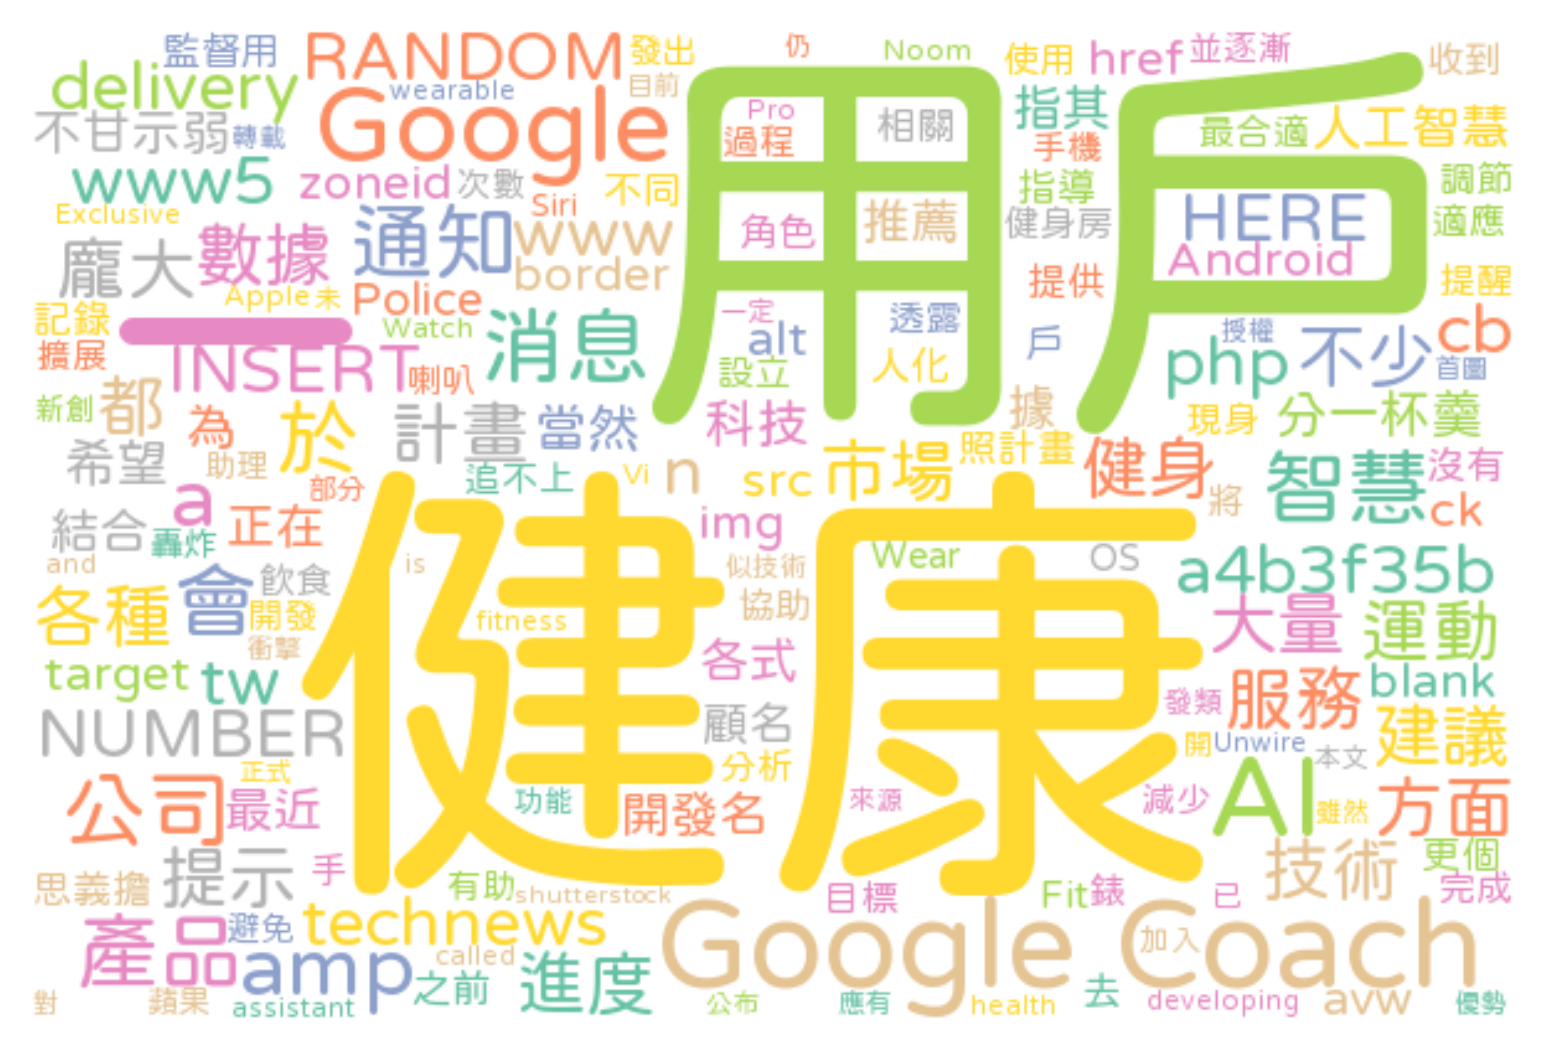 監督用 RANDOM 發出 仍 Noom 使用 href 並逐漸 收到
delivery wearable 目前
不甘示弱 轉載 Google Pro 過程 相關 指其 手機 最合適 人工智慧
用戶
www5 zoneid 次數 Siri 不同 指導 調節
Exclusive 通知 www 角色 推薦 健身房 HERE 適應
龐大 數據 border Android
Apple 未 Police 提供 提醒
記錄 一 Watch 消息 一定 alt 透露 戶 授權 不少 cb
擴展 INSERT 喇叭 設立 人化 php 首圖
新創 都 為 於 計畫 當然 科技 據 現身 分一杯羹
希望 助理 追不上 Vi n src 市場 照計畫 健身 智慧 沒有
a 部分 將 ck
結合 轟炸 正在 img
健康
and is 似技術 Wear OS a4b3f35b
各種 會 飲食 開發 fitness 協助 大量 運動
衝擊 各式
target tw 發類 服務 blank
NUMBER 顧名 開 Unwire 本文 建議
正式 分析
公司 最近 功能 開發名 來源 減少 AI 雖然 方面
思義擔 提示 手 有助 shutterstock 目標 Fit 錶 已 技術 更個 完成
產品 避免 technews Google Coach 加入
amp called 之前 進度
對 蘋果 assistant 公布 應有 health 去 developing avw 優勢